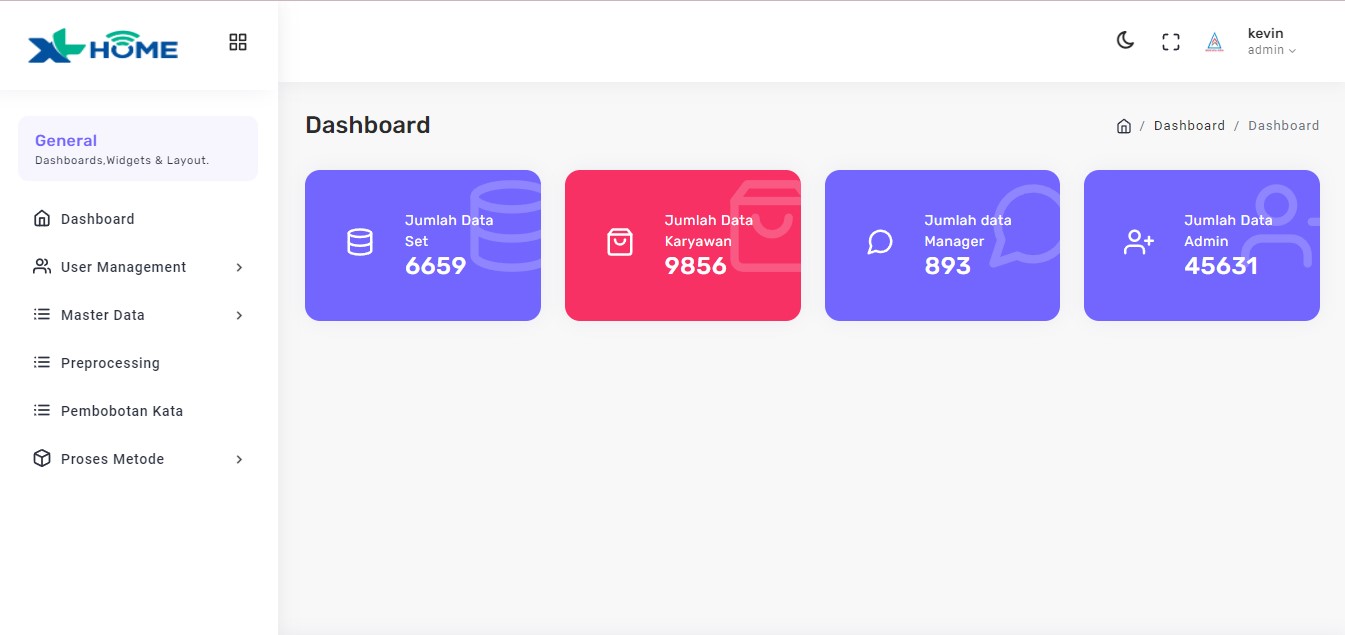 XL HOME
kevin
admin
General
Dashboards,Widgets & Layout.
Dashboard
User Management
Master Data
Preprocessing
Pembobotan Kata
Proses Metode
Dashboard
/ Dashboard / Dashboard
Jumlah Data
Set
6659
Jumlah Data
Karyawan
9856
Jumlah data
Manager
893
Jumlah Data
Admin
45631